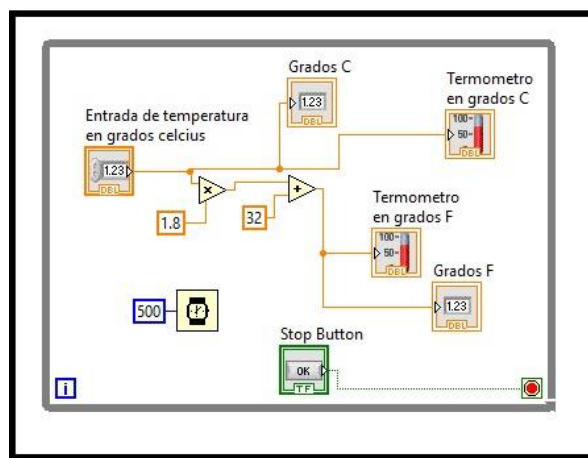 Grados C
1.23
DBL
Termometro
en grados C
100-
50-
DBL
Entrada de temperatura
en grados celcius
1.23
DBL
×
+
1.8
32
Termometro
en grados F
100-
50-
DBL
Grados F
1.23
DBL
500
Stop Button
OK
TF
i